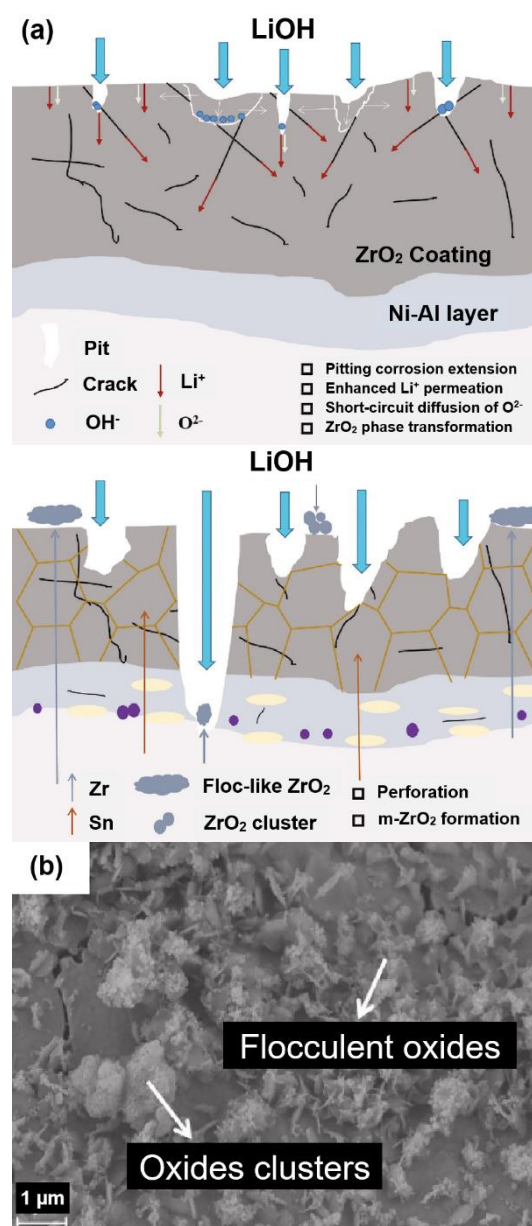 (a)
LiOH
ZrO₂ Coating
Ni-Al layer
Pit
Crack
Li⁺
OH⁻
O²⁻
Pitting corrosion extension
Enhanced Li⁺ permeation
Short-circuit diffusion of O²⁻
ZrO₂ phase transformation
LiOH
Zr
Floc-like ZrO₂
Perforation
Sn
ZrO₂ cluster
m-ZrO₂ formation
(b)
Flocculent oxides
Oxides clusters
1 µm